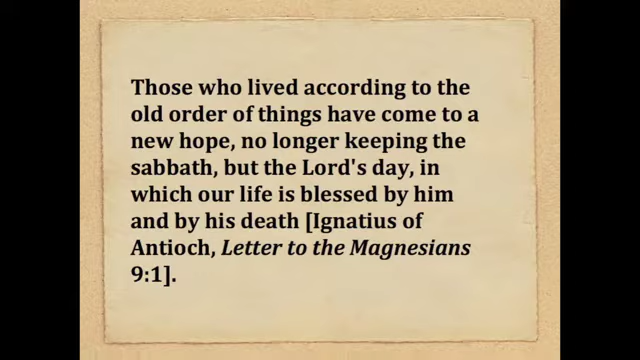 Those who lived according to the
old order of things have come to a
new hope, no longer keeping the
sabbath, but the Lord's day, in
which our life is blessed by him
and by his death [Ignatius of
Antioch, Letter to the Magnesians
9:1].